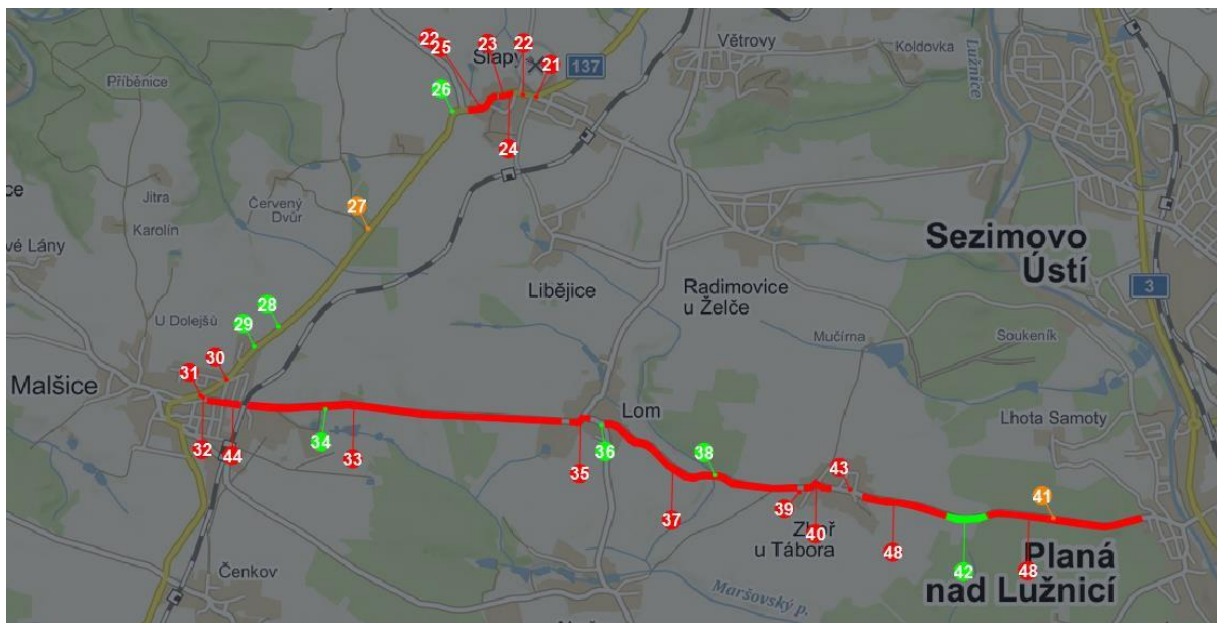 22
25
23
22
Slapy
21
137
Větrovy
Koldovka
Lužnice
Příběnice
26
24
Jitra
Červený
Dvůr
27
Karolín
vé Lány
Sezimovo
Ústí
3
Libějice
Radimovice
u Želče
28
U Dolejšů
29
Mučírna
Soukeník
30
31
Malšice
Lom
Lhota Samoty
32
44
34
33
35
36
38
43
37
39
40
Zhoř
u Tábora
48
42
41
48
Planá
nad Lužnicí
Čenkov
Maršovský p.